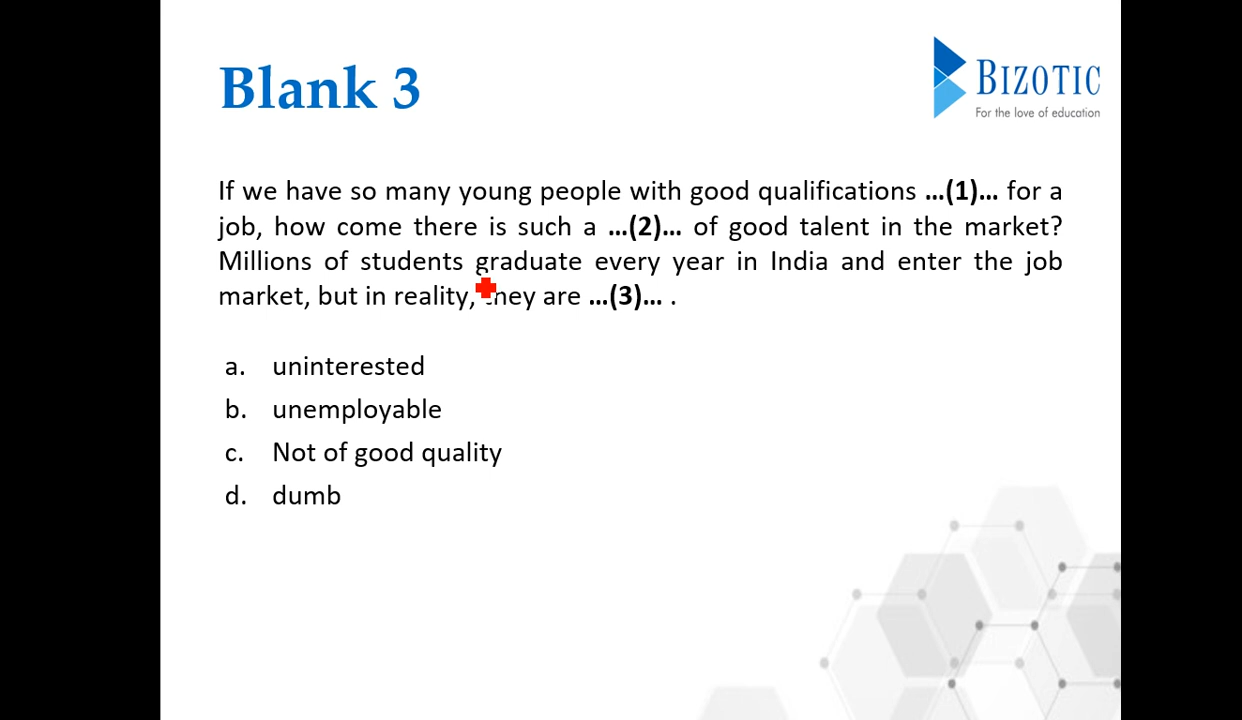 Blank 3
BIZOTIC
For the love of education
If we have so many young people with good qualifications ...(1)... for a
job, how come there is such a ...(2)... of good talent in the market?
Millions of students graduate every year in India and enter the job
market, but in reality, they are ...(3)... .
a. uninterested
b. unemployable
c. Not of good quality
d. dumb